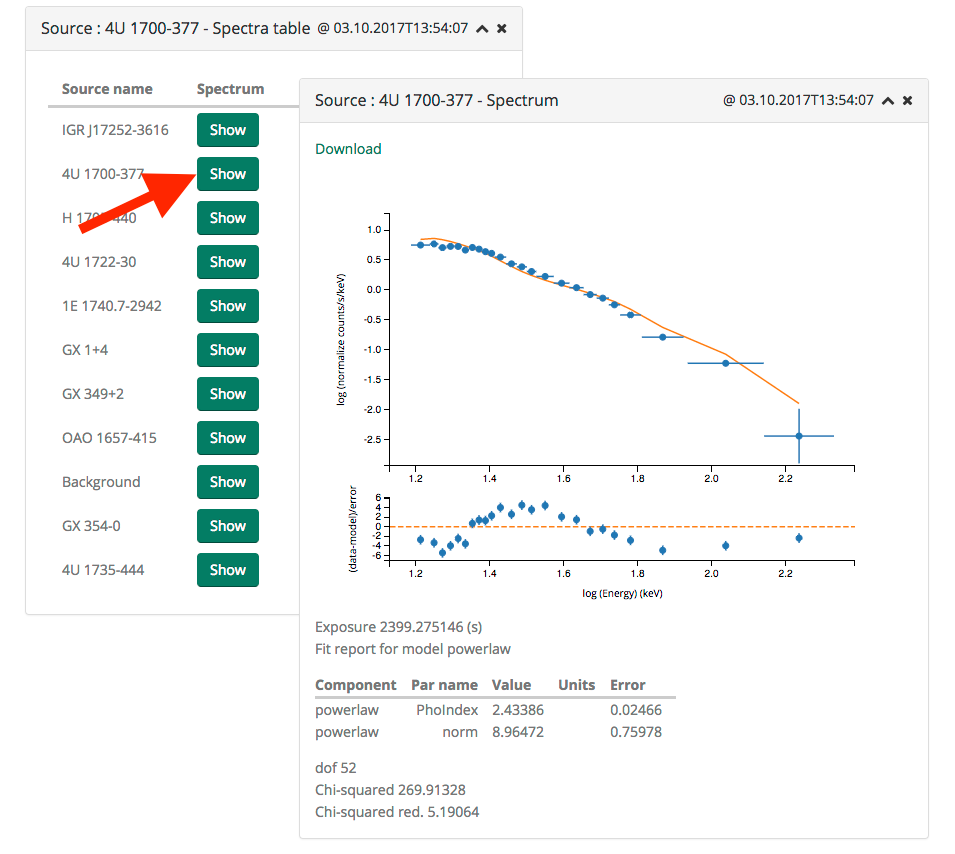 Source : 4U 1700-377 - Spectra table @ 03.10.2017T13:54:07
Source name Spectrum
IGR J17252-3616 Show
4U 1700-377 Show
Show
4U 1722-30 Show
1E 1740.7-2942 Show
GX 1+4 Show
GX 349+2 Show
OAO 1657-415 Show
Background Show
GX 354-0 Show
4U 1735-444 Show
Source : 4U 1700-377 - Spectrum @ 03.10.2017T13:54:07
Download
log (normalize counts/s/keV)
1.0
0.5
0.0
-0.5
-1.0
-1.5
-2.0
-2.5
1.2 1.4 1.6 1.8 2.0 2.2
(data-model)/error
6
4
2
0
-2
-4
-6
1.2 1.4 1.6 1.8 2.0 2.2
log (Energy) (keV)
Exposure 2399.275146 (s)
Fit report for model powerlaw
Component Par name Value Units Error
powerlaw PhoIndex 2.43386 0.02466
powerlaw norm 8.96472 0.75978
dof 52
Chi-squared 269.91328
Chi-squared red. 5.19064